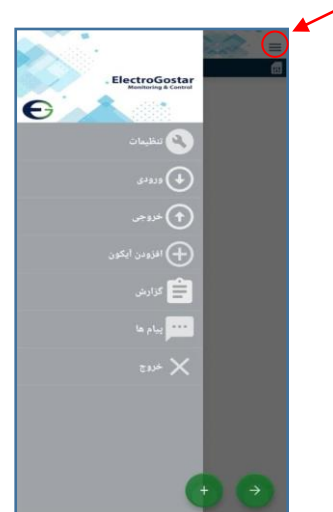 ElectroGostar
Monitoring & Control
تنظیمات
ورودی
خروجی
افزودن آیکون
گزارش
پیام ها
خروج